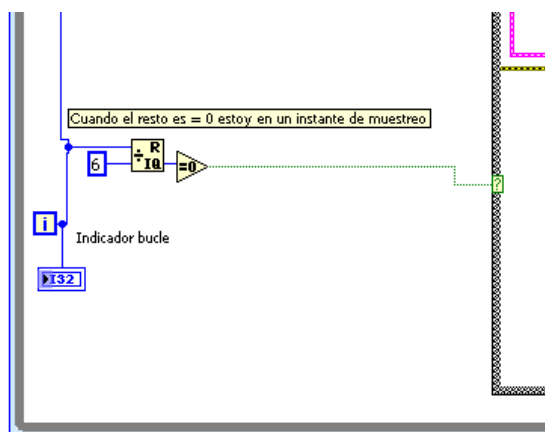 Cuando el resto es = 0 estoy en un instante de muestreo
R
IQ
6
=0
?
i
Indicador bucle
I32